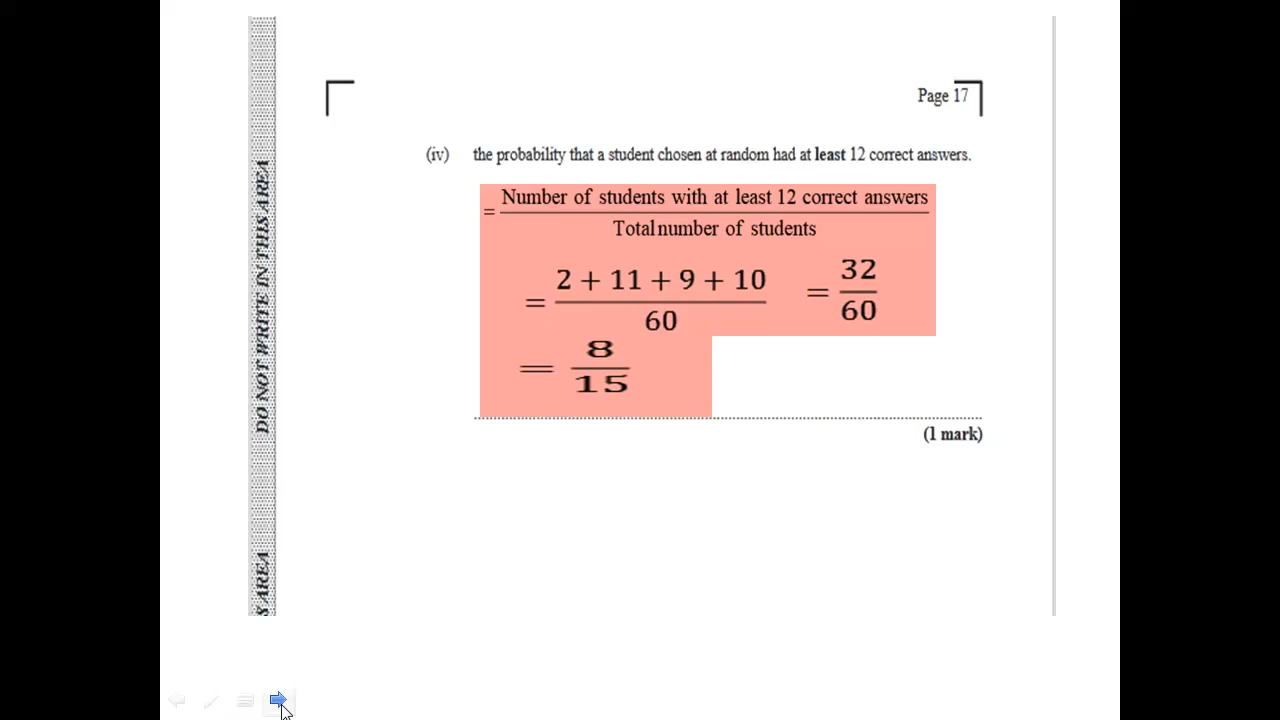 Page 17
(iv) the probability that a student chosen at random had at least 12 correct answers.
= Number of students with at least 12 correct answers / Total number of students
= 2 + 11 + 9 + 10 / 60 = 32 / 60
= 8 / 15
(1 mark)
DO NOT WRITE IN THIS AREA
S AREA